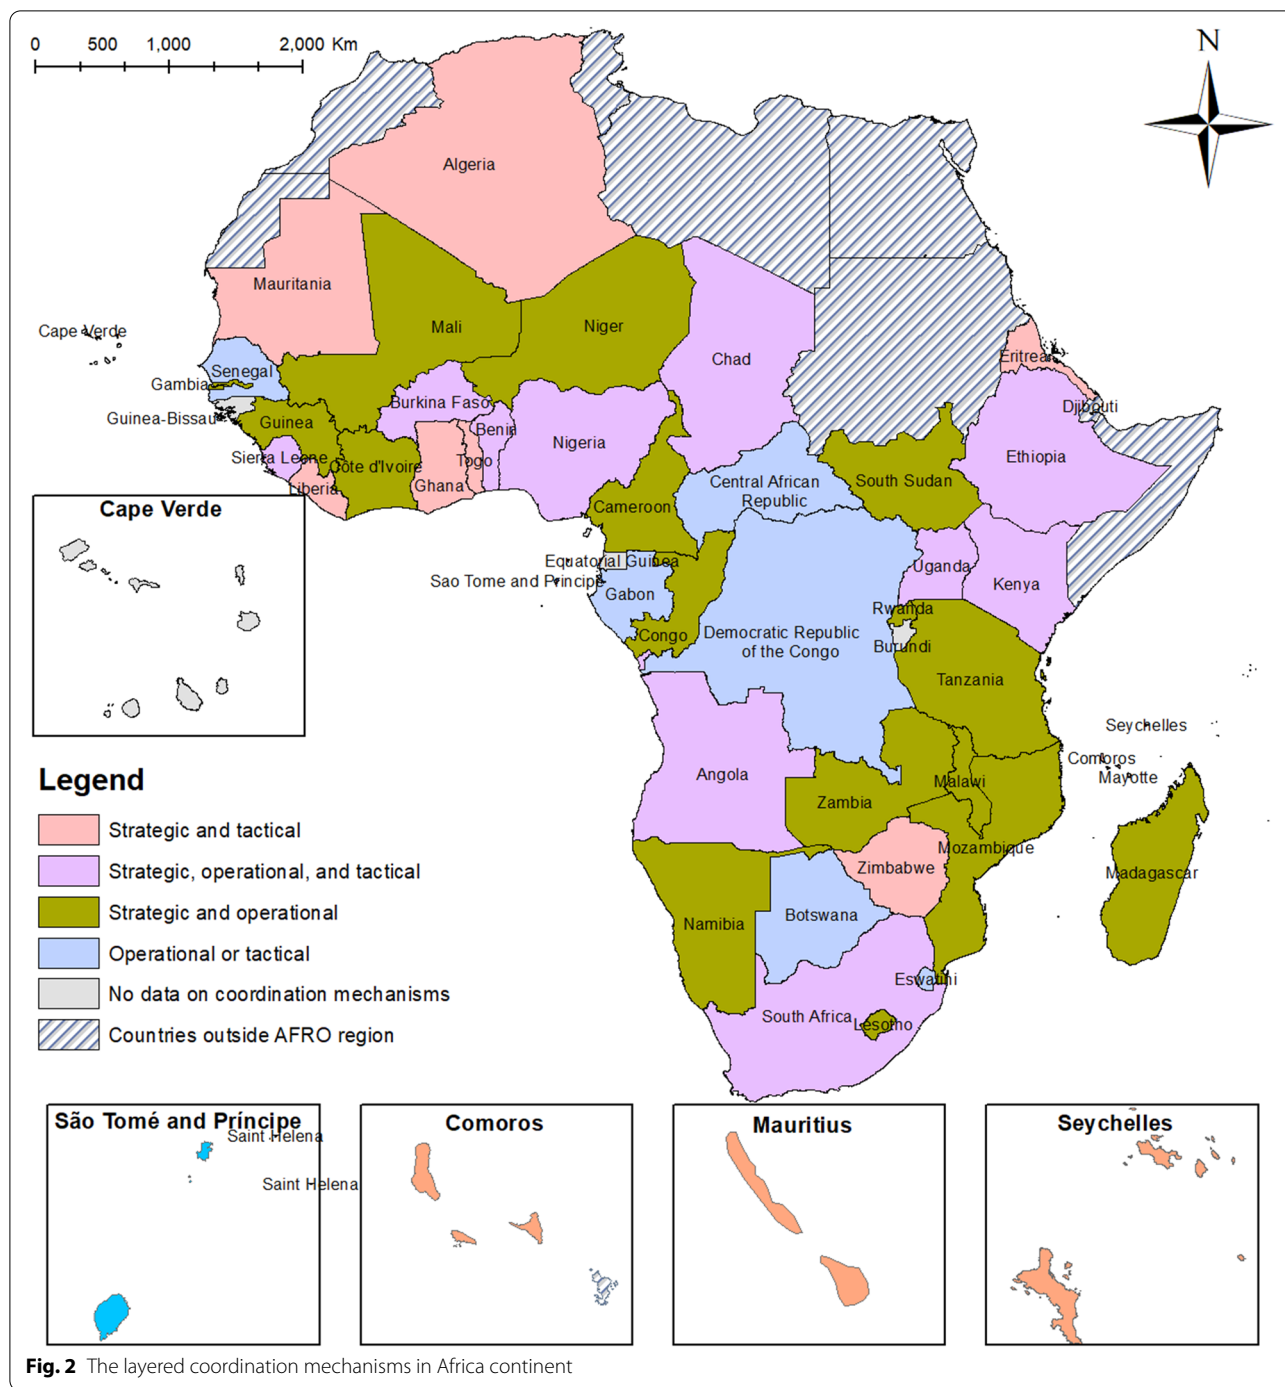 0 500 1,000 2,000 Km
N
Algeria
Mauritania
Mali
Niger
Chad
Cape Verde
Senegal
Gambia
Guinea-Bissau
Guinea
Sierra Leone
Liberia
Côte d'Ivoire
Burkina Faso
Ghana
Togo
Benin
Nigeria
Cameroon
Central African
Republic
South Sudan
Eritrea
Djibouti
Ethiopia
Equatorial Guinea
Sao Tome and Principe
Gabon
Congo
Democratic Republic
of the Congo
Uganda
Kenya
Rwanda
Burundi
Tanzania
Seychelles
Comoros
Mayotte
Angola
Zambia
Malawi
Mozambique
Zimbabwe
Madagascar
Namibia
Botswana
Eswatini
South Africa
Lesotho
Cape Verde
Legend
Strategic and tactical
Strategic, operational, and tactical
Strategic and operational
Operational or tactical
No data on coordination mechanisms
Countries outside AFRO region
São Tomé and Príncipe
Saint Helena
Saint Helena
Comoros
Mauritius
Seychelles
Fig. 2 The layered coordination mechanisms in Africa continent